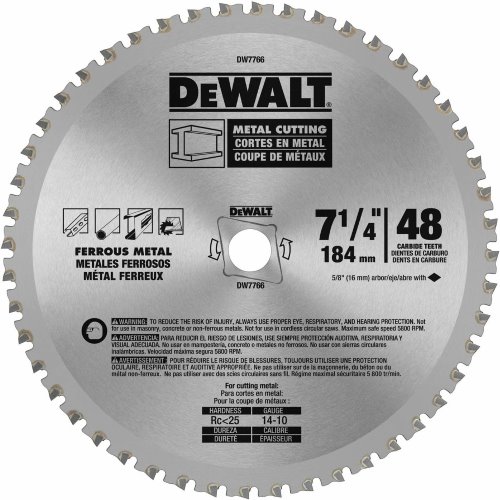 DW7766
DEWALT®
METAL CUTTING
CORTES EN METAL
COUPE DE MÉTAUX
FERROUS METAL
METALES FERROSOS
MÉTAL FERREUX
DEWALT
DW7766
7 1/4"
184 mm
48
CARBIDE TEETH
DIENTES DE CARBURO
DENTS EN CARBURE
5/8" (16 mm) arbor/eje/abre with
WARNING: TO REDUCE THE RISK OF INJURY, ALWAYS USE PROPER EYE, RESPIRATORY, AND HEARING PROTECTION. Not
for use in masonry, concrete or non-ferrous metals. Not for use in cordless circular saws. Maximum safe speed 5800 RPM.
ADVERTENCIA: PARA REDUCIR EL RIESGO DE LESIONES, USE SIEMPRE PROTECCIÓN AUDITIVA, RESPIRATORIA Y
VISUAL ADECUADA. No usar en mampostería, concreto o metales no ferrosos. No usar en sierras circulares
inalámbricas. Velocidad máxima segura 5800 RPM.
AVERTISSEMENT : POUR RÉDUIRE LE RISQUE DE BLESSURES, TOUJOURS UTILISER UNE PROTECTION
OCULAIRE, RESPIRATOIRE ET AUDITIVE APPROPRIÉE. Ne pas utiliser sur de la maçonnerie, du béton ou du
métal non-ferreux. Ne pas utiliser avec des scies circulaires sans fil. Régime maximal sécuritaire 5 800 tr/min.
For cutting metal:
Para cortes en metal:
Pour la coupe de métaux :
HARDNESS GAUGE
Rc<25 14-10
DUREZA CALIBRE
DURETÉ ÉPAISSEUR